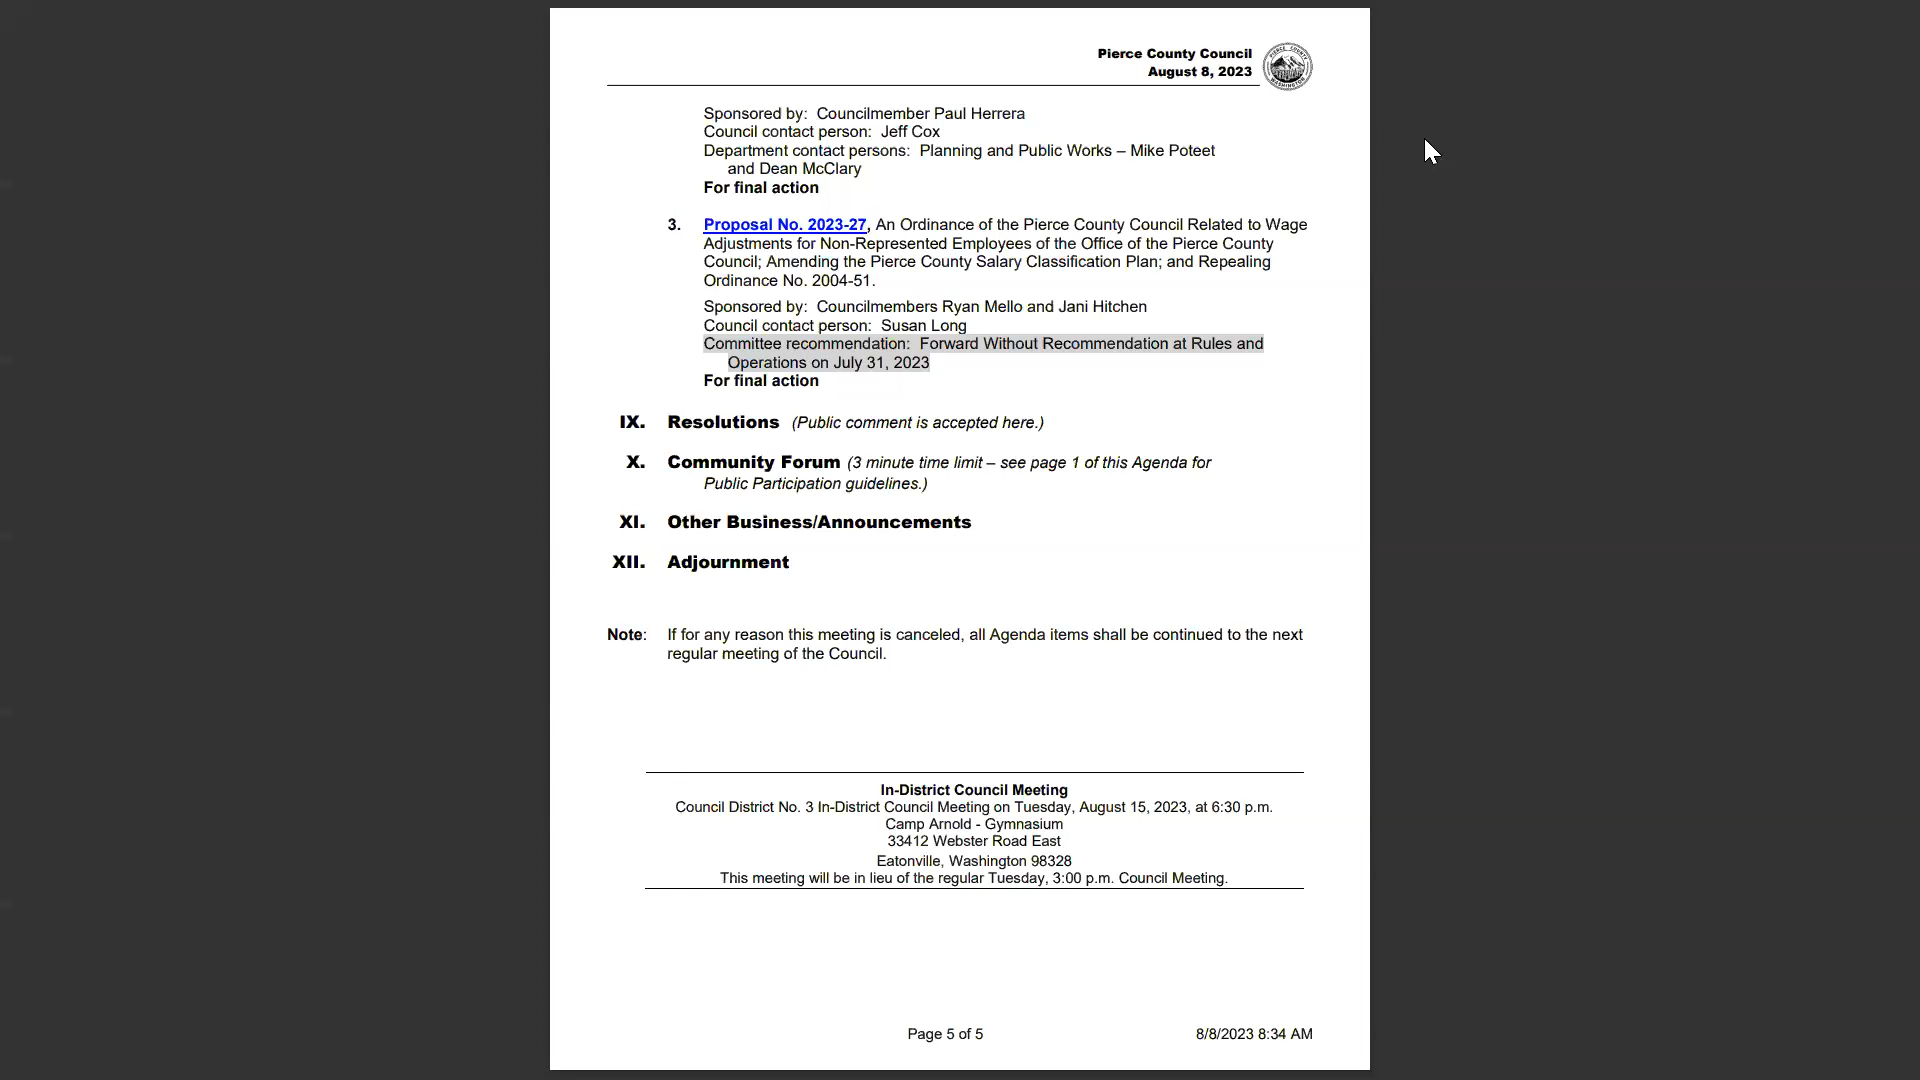 Pierce County Council
August 8, 2023
PIERCE COUNTY
WASHINGTON
Sponsored by: Councilmember Paul Herrera
Council contact person: Jeff Cox
Department contact persons: Planning and Public Works – Mike Poteet
and Dean McClary
For final action
3. Proposal No. 2023-27, An Ordinance of the Pierce County Council Related to Wage
Adjustments for Non-Represented Employees of the Office of the Pierce County
Council; Amending the Pierce County Salary Classification Plan; and Repealing
Ordinance No. 2004-51.
Sponsored by: Councilmembers Ryan Mello and Jani Hitchen
Council contact person: Susan Long
Committee recommendation: Forward Without Recommendation at Rules and
Operations on July 31, 2023
For final action
IX. Resolutions (Public comment is accepted here.)
X. Community Forum (3 minute time limit – see page 1 of this Agenda for
Public Participation guidelines.)
XI. Other Business/Announcements
XII. Adjournment
Note: If for any reason this meeting is canceled, all Agenda items shall be continued to the next
regular meeting of the Council.
In-District Council Meeting
Council District No. 3 In-District Council Meeting on Tuesday, August 15, 2023, at 6:30 p.m.
Camp Arnold - Gymnasium
33412 Webster Road East
Eatonville, Washington 98328
This meeting will be in lieu of the regular Tuesday, 3:00 p.m. Council Meeting.
Page 5 of 5 8/8/2023 8:34 AM